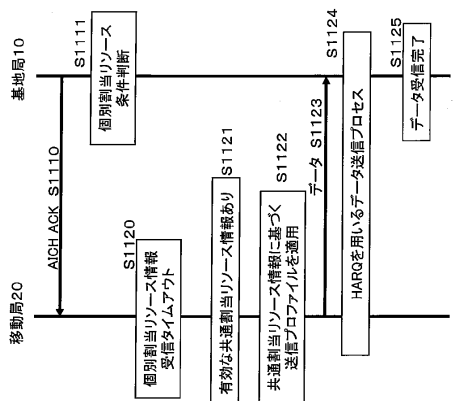 基地局10
移動局20
AICH ACK S1110
S1111
個別割当リソース
条件判断
S1120
個別割当リソース情報
受信タイムアウト
S1121
有効な共通割当リソース情報あり
S1122
共通割当リソース情報に基づく
送信プロファイルを適用
データ S1123
S1124
HARQを用いるデータ送信プロセス
S1125
データ受信完了